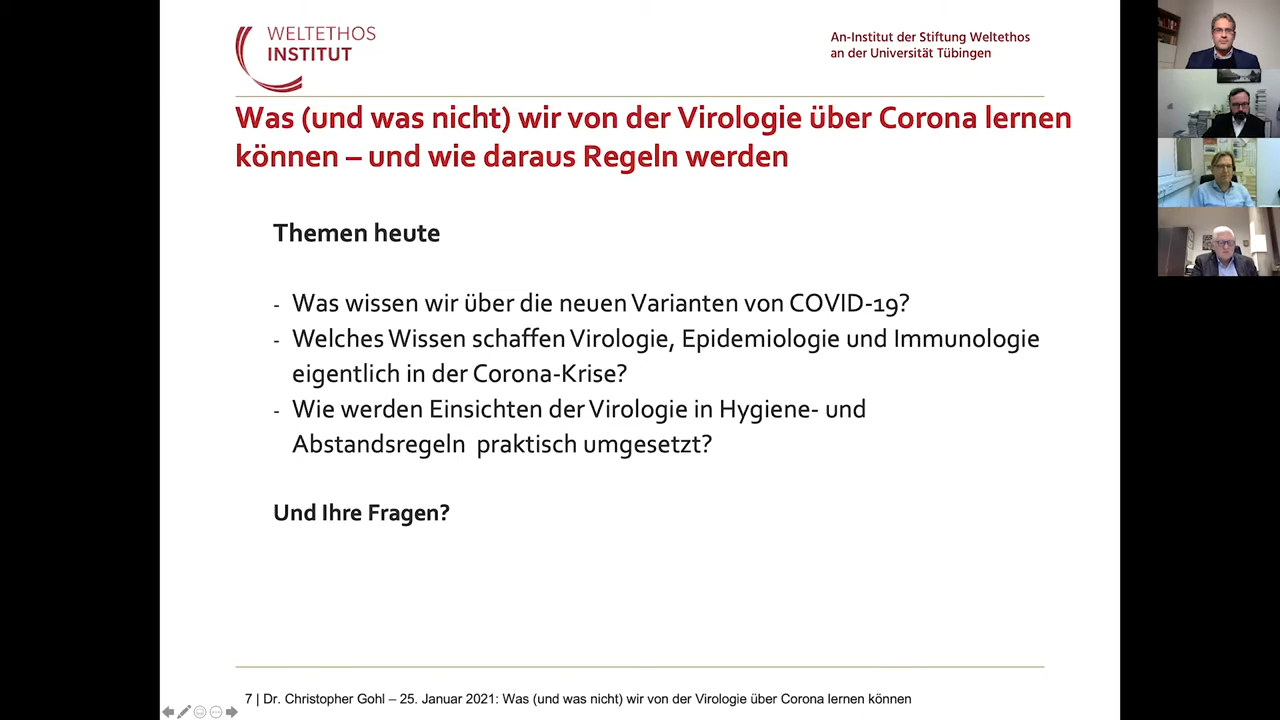 WELTETHOS
INSTITUT
An-Institut der Stiftung Weltethos
an der Universität Tübingen
Was (und was nicht) wir von der Virologie über Corona lernen
können – und wie daraus Regeln werden
Themen heute
- Was wissen wir über die neuen Varianten von COVID-19?
- Welches Wissen schaffen Virologie, Epidemiologie und Immunologie
eigentlich in der Corona-Krise?
- Wie werden Einsichten der Virologie in Hygiene- und
Abstandsregeln praktisch umgesetzt?
Und Ihre Fragen?
7 | Dr. Christopher Gohl – 25. Januar 2021: Was (und was nicht) wir von der Virologie über Corona lernen können